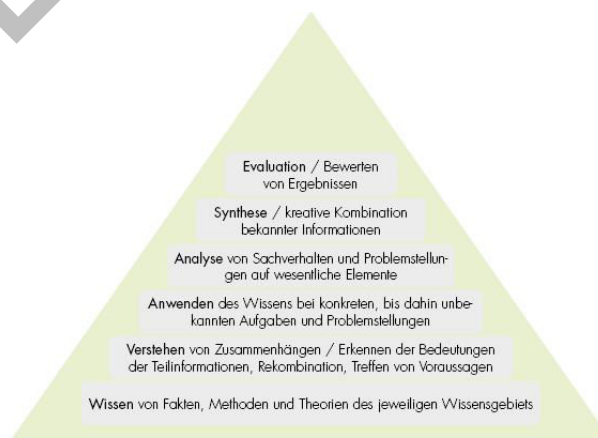 Evaluation / Bewerten
von Ergebnissen
Synthese / kreative Kombination
bekannter Informationen
Analyse von Sachverhalten und Problemstellun-
gen auf wesentliche Elemente
Anwenden des Wissens bei konkreten, bis dahin unbe-
kannten Aufgaben und Problemstellungen
Verstehen von Zusammenhängen / Erkennen der Bedeutungen
der Teilinformationen, Rekombination, Treffen von Voraussagen
Wissen von Fakten, Methoden und Theorien des jeweiligen Wissensgebiets